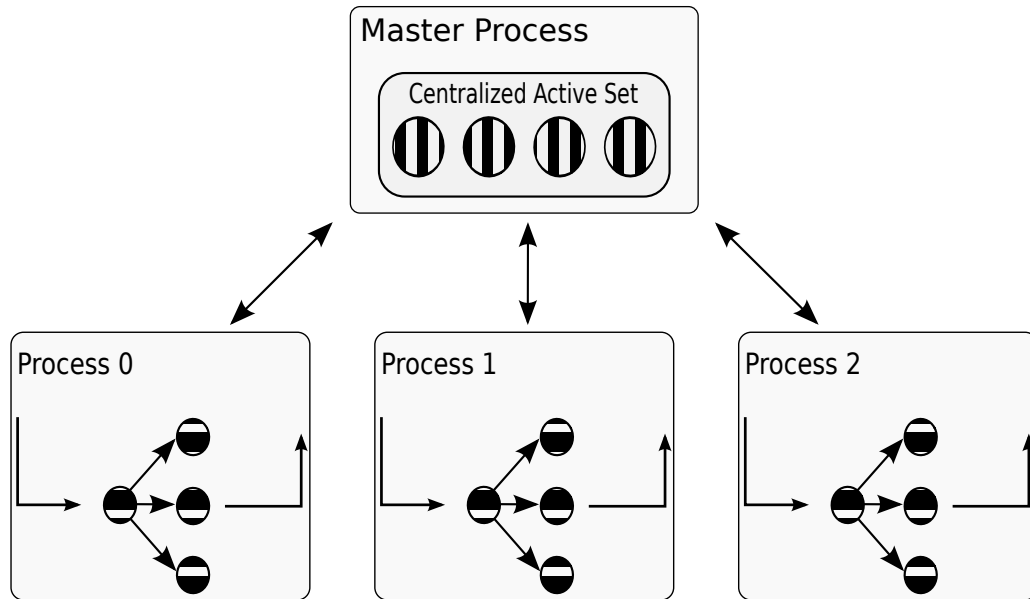 Master Process
Centralized Active Set
Process 0
Process 1
Process 2